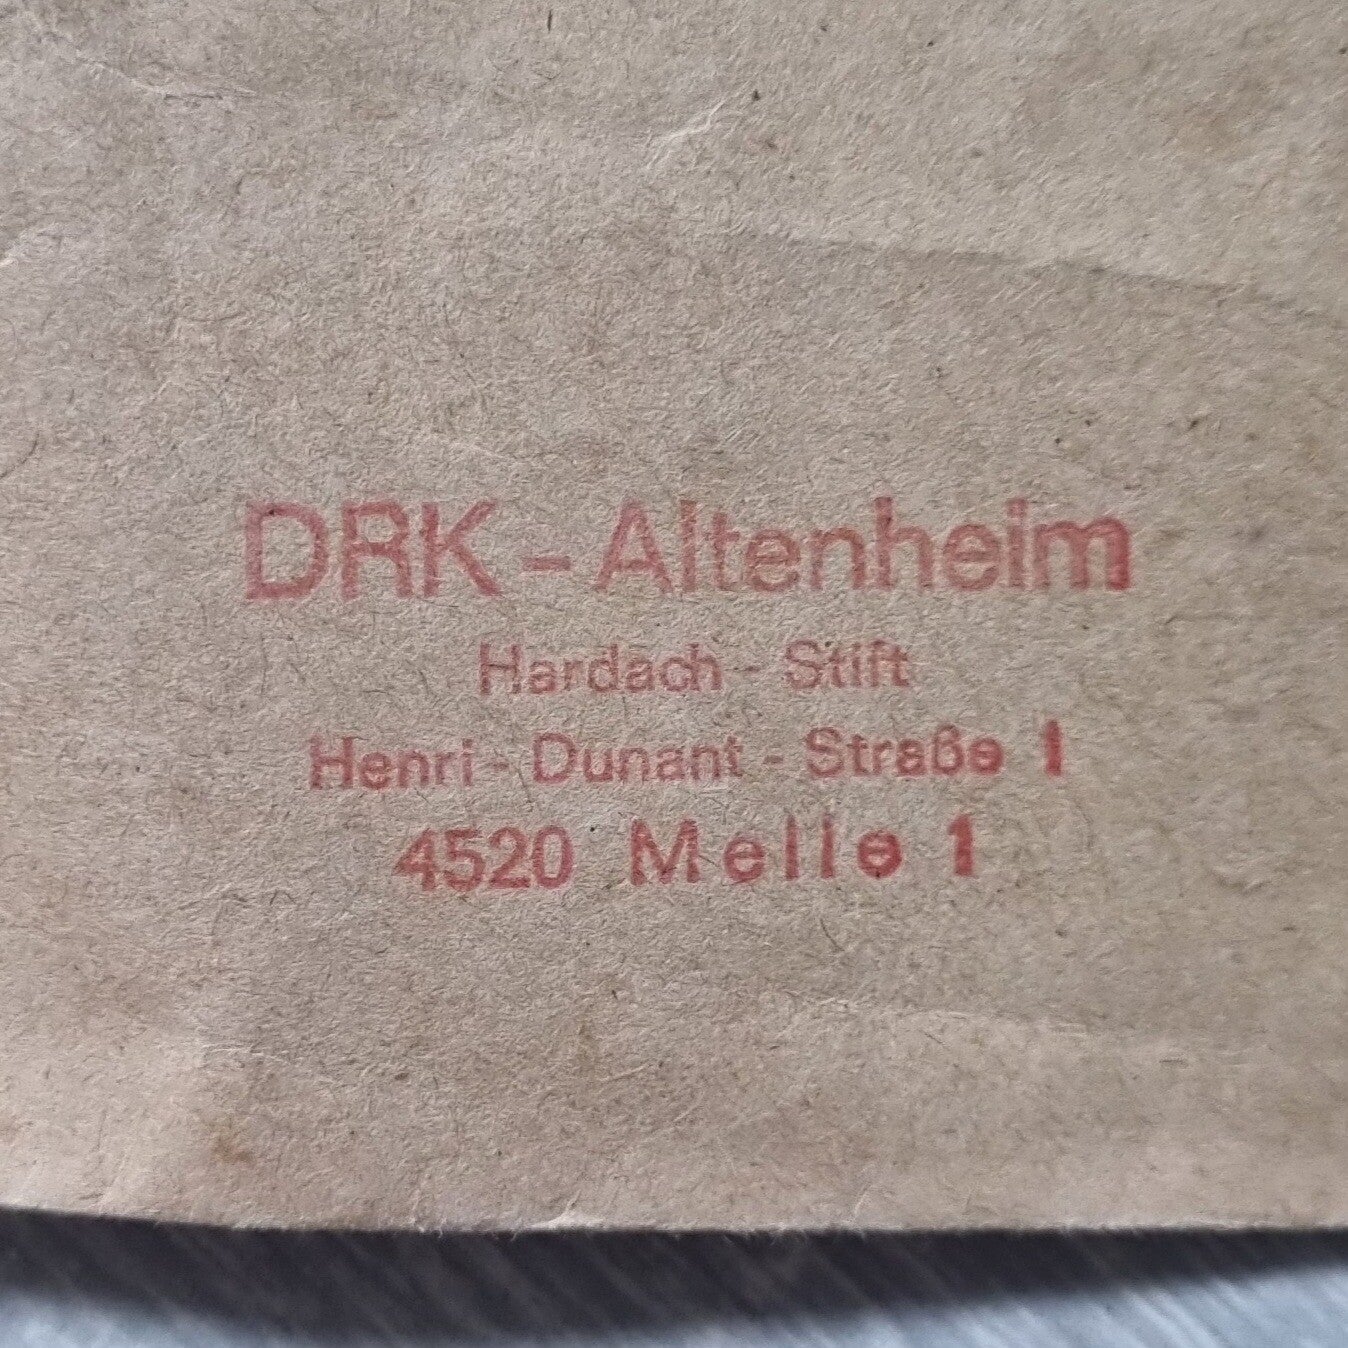 DRK - Altenheim
Hardach - Stift
Henri - Dunant - Straße 1
4520 Melle 1